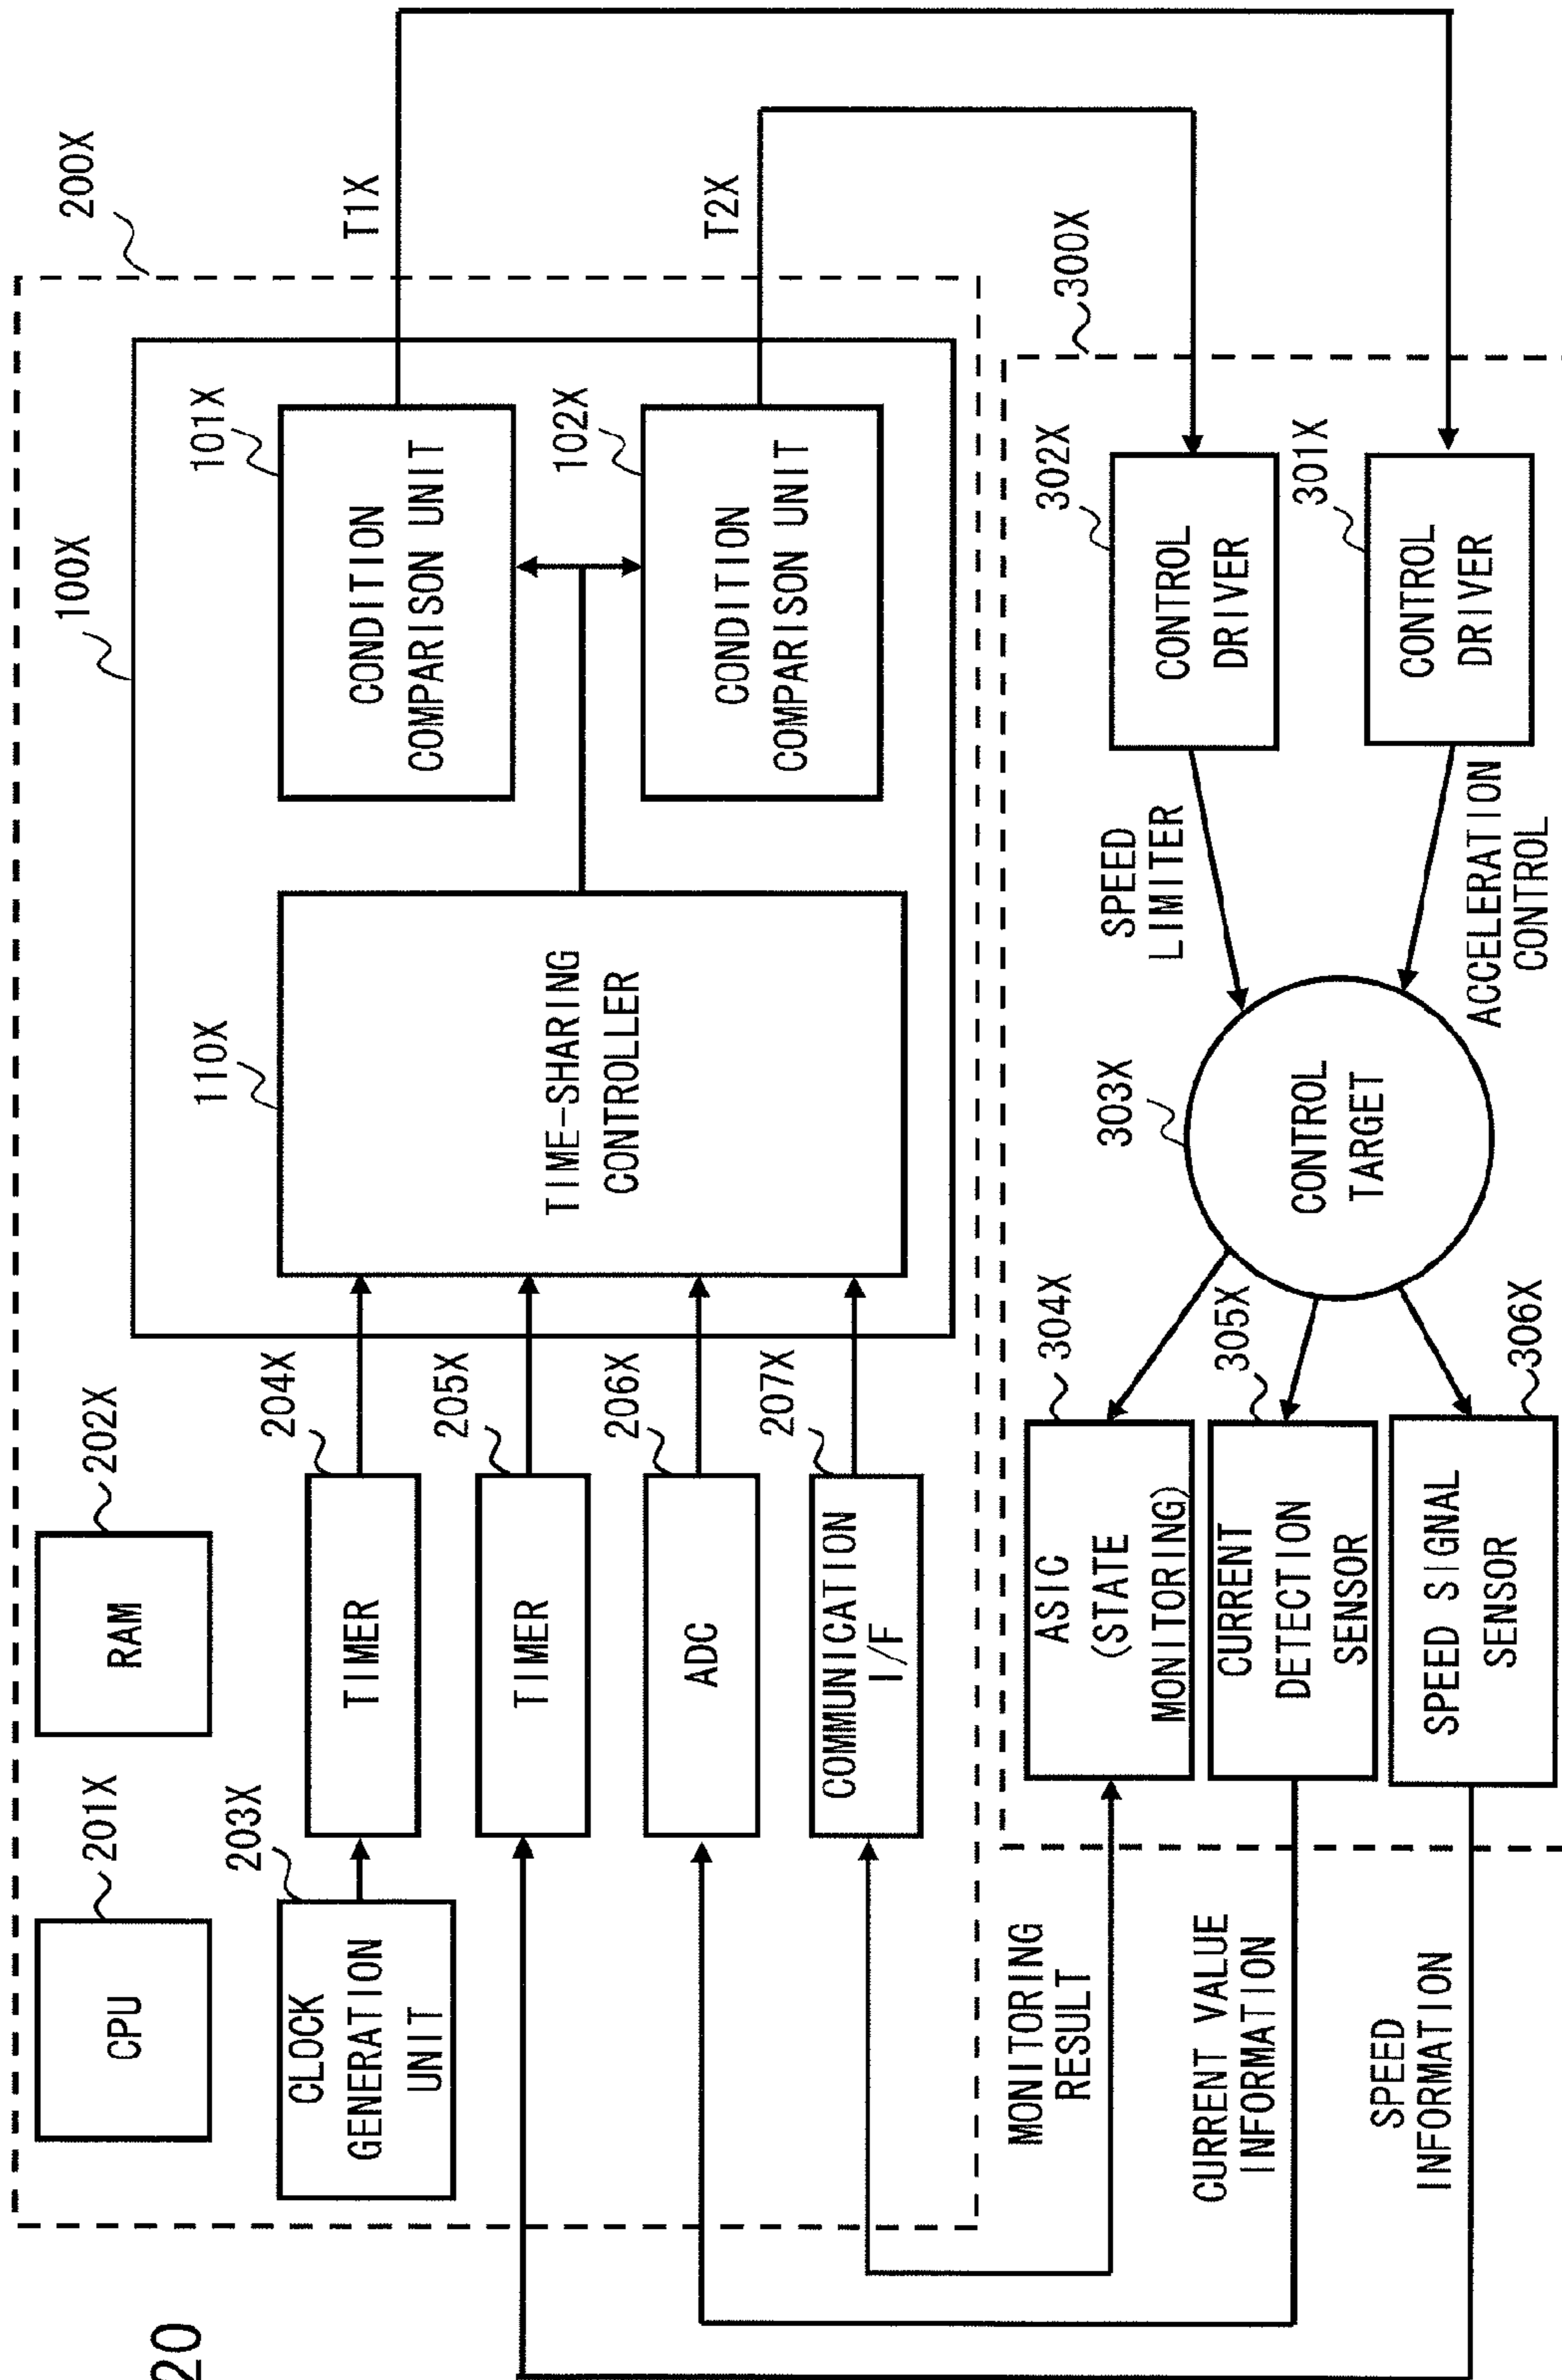 20
200X
CPU
201X
RAM
202X
100X
CLOCK
GENERATION
UNIT
203X
TIMER
204X
TIMER
205X
ADC
206X
COMMUNICATION
I/F
207X
TIME-SHARING
CONTROLLER
110X
CONDITION
COMPARISON UNIT
101X
CONDITION
COMPARISON UNIT
102X
T1X
T2X
300X
MONITORING
RESULT
CURRENT VALUE
INFORMATION
SPEED
INFORMATION
ASIC
(STATE
MONITORING)
304X
CURRENT
DETECTION
SENSOR
305X
SPEED SIGNAL
SENSOR
306X
CONTROL
TARGET
303X
SPEED
LIMITER
ACCELERATION
CONTROL
CONTROL
DRIVER
302X
CONTROL
DRIVER
301X